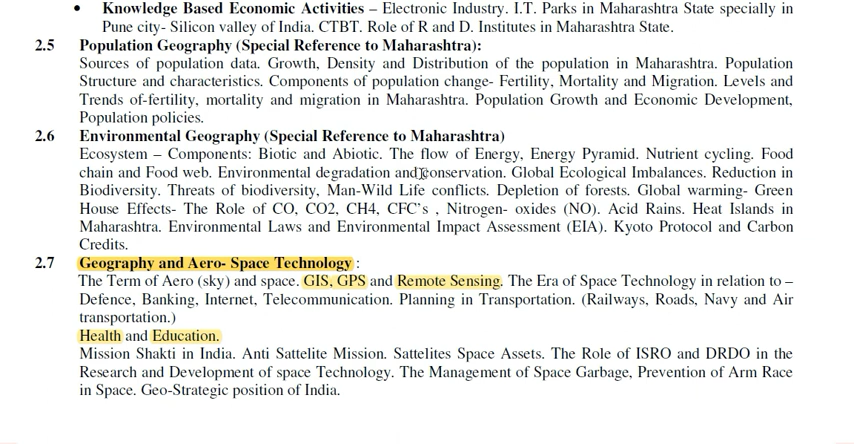 • Knowledge Based Economic Activities – Electronic Industry. I.T. Parks in Maharashtra State specially in
Pune city- Silicon valley of India. CTBT. Role of R and D. Institutes in Maharashtra State.
2.5 Population Geography (Special Reference to Maharashtra):
Sources of population data. Growth, Density and Distribution of the population in Maharashtra. Population
Structure and characteristics. Components of population change- Fertility, Mortality and Migration. Levels and
Trends of-fertility, mortality and migration in Maharashtra. Population Growth and Economic Development,
Population policies.
2.6 Environmental Geography (Special Reference to Maharashtra)
Ecosystem – Components: Biotic and Abiotic. The flow of Energy, Energy Pyramid. Nutrient cycling. Food
chain and Food web. Environmental degradation and conservation. Global Ecological Imbalances. Reduction in
Biodiversity. Threats of biodiversity, Man-Wild Life conflicts. Depletion of forests. Global warming- Green
House Effects- The Role of CO, CO2, CH4, CFC's , Nitrogen- oxides (NO). Acid Rains. Heat Islands in
Maharashtra. Environmental Laws and Environmental Impact Assessment (EIA). Kyoto Protocol and Carbon
Credits.
2.7 Geography and Aero- Space Technology :
The Term of Aero (sky) and space. GIS, GPS and Remote Sensing. The Era of Space Technology in relation to –
Defence, Banking, Internet, Telecommunication. Planning in Transportation. (Railways, Roads, Navy and Air
transportation.)
Health and Education.
Mission Shakti in India. Anti Sattelite Mission. Sattelites Space Assets. The Role of ISRO and DRDO in the
Research and Development of space Technology. The Management of Space Garbage, Prevention of Arm Race
in Space. Geo-Strategic position of India.